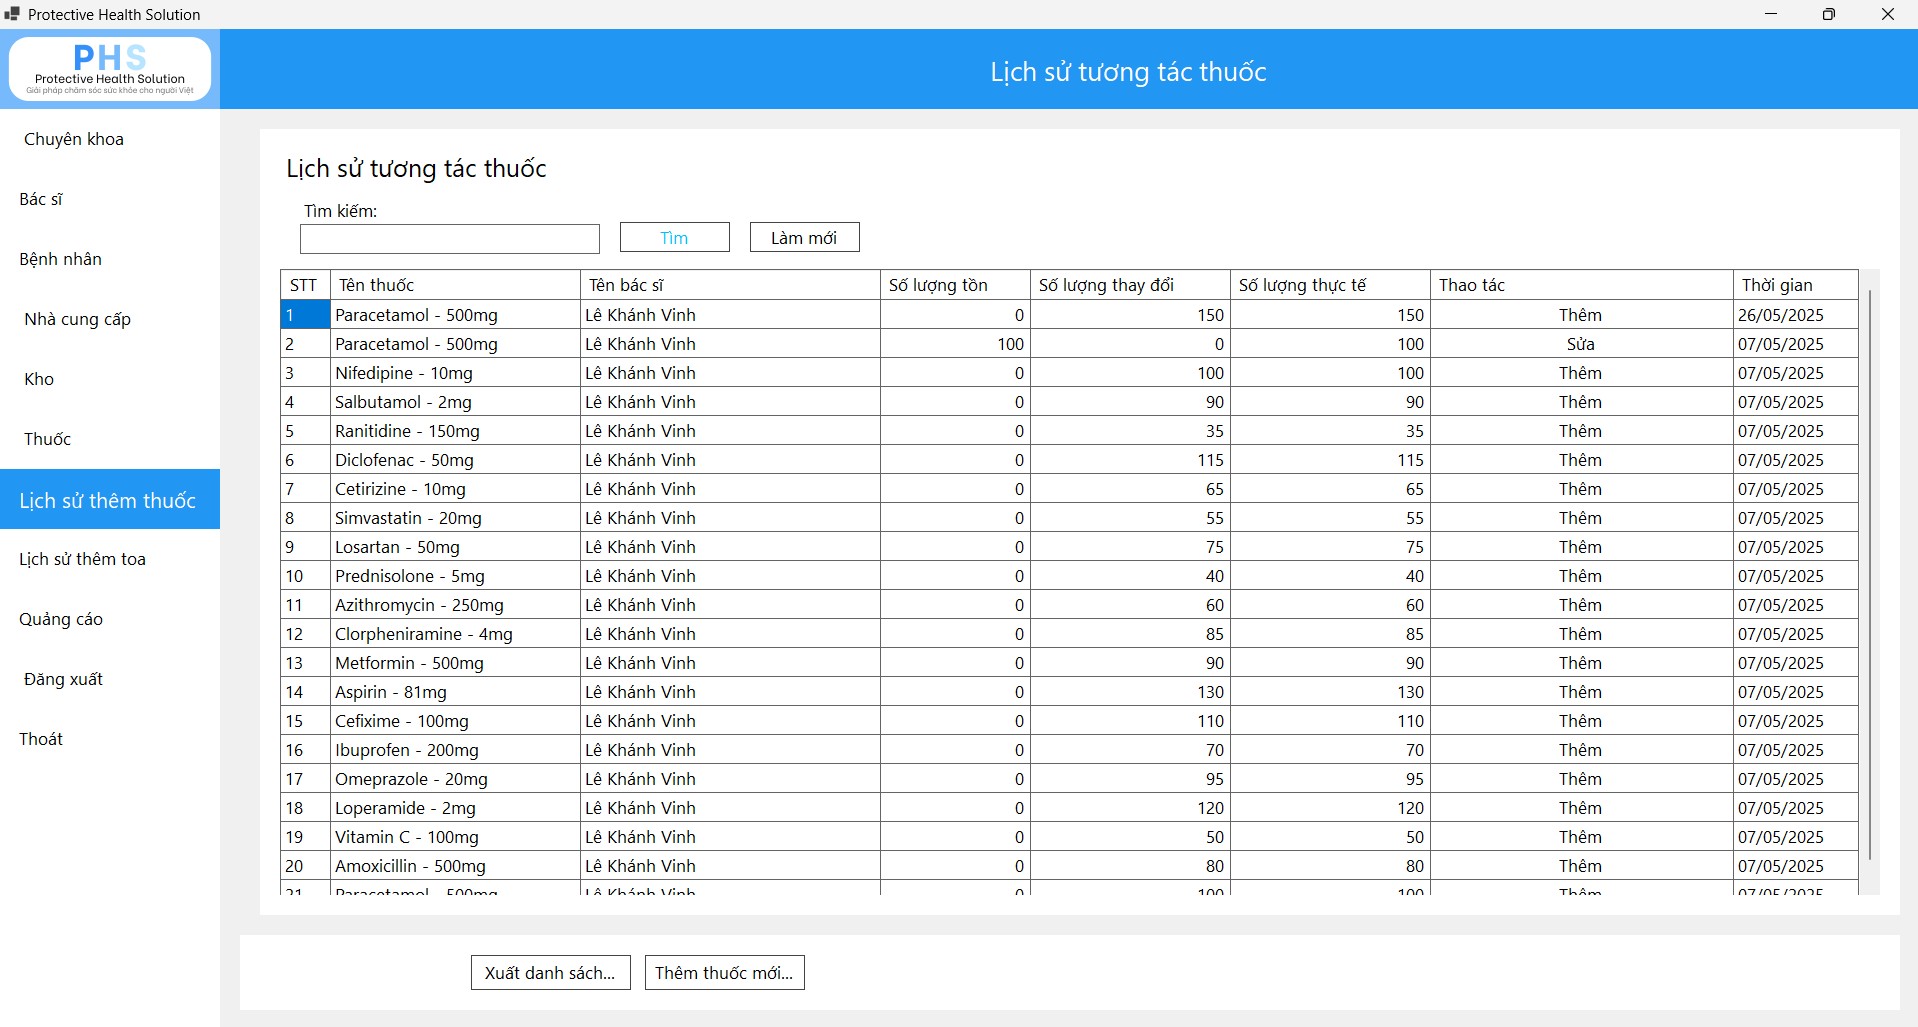 Protective Health Solution
PHS
Protective Health Solution
Giải pháp chăm sóc sức khỏe cho người Việt
Lịch sử tương tác thuốc
Chuyên khoa
Bác sĩ
Bệnh nhân
Nhà cung cấp
Kho
Thuốc
Lịch sử thêm thuốc
Lịch sử thêm toa
Quảng cáo
Đăng xuất
Thoát
Lịch sử tương tác thuốc
Tìm kiếm:
Tìm Làm mới
STT Tên thuốc Tên bác sĩ Số lượng tồn Số lượng thay đổi Số lượng thực tế Thao tác Thời gian
1 Paracetamol - 500mg Lê Khánh Vinh 0 150 150 Thêm 26/05/2025
2 Paracetamol - 500mg Lê Khánh Vinh 100 0 100 Sửa 07/05/2025
3 Nifedipine - 10mg Lê Khánh Vinh 0 100 100 Thêm 07/05/2025
4 Salbutamol - 2mg Lê Khánh Vinh 0 90 90 Thêm 07/05/2025
5 Ranitidine - 150mg Lê Khánh Vinh 0 35 35 Thêm 07/05/2025
6 Diclofenac - 50mg Lê Khánh Vinh 0 115 115 Thêm 07/05/2025
7 Cetirizine - 10mg Lê Khánh Vinh 0 65 65 Thêm 07/05/2025
8 Simvastatin - 20mg Lê Khánh Vinh 0 55 55 Thêm 07/05/2025
9 Losartan - 50mg Lê Khánh Vinh 0 75 75 Thêm 07/05/2025
10 Prednisolone - 5mg Lê Khánh Vinh 0 40 40 Thêm 07/05/2025
11 Azithromycin - 250mg Lê Khánh Vinh 0 60 60 Thêm 07/05/2025
12 Clorpheniramine - 4mg Lê Khánh Vinh 0 85 85 Thêm 07/05/2025
13 Metformin - 500mg Lê Khánh Vinh 0 90 90 Thêm 07/05/2025
14 Aspirin - 81mg Lê Khánh Vinh 0 130 130 Thêm 07/05/2025
15 Cefixime - 100mg Lê Khánh Vinh 0 110 110 Thêm 07/05/2025
16 Ibuprofen - 200mg Lê Khánh Vinh 0 70 70 Thêm 07/05/2025
17 Omeprazole - 20mg Lê Khánh Vinh 0 95 95 Thêm 07/05/2025
18 Loperamide - 2mg Lê Khánh Vinh 0 120 120 Thêm 07/05/2025
19 Vitamin C - 100mg Lê Khánh Vinh 0 50 50 Thêm 07/05/2025
20 Amoxicillin - 500mg Lê Khánh Vinh 0 80 80 Thêm 07/05/2025
21 Paracetamol - 500mg Lê Khánh Vinh 0 100 100 Thêm 07/05/2025
Xuất danh sách... Thêm thuốc mới...